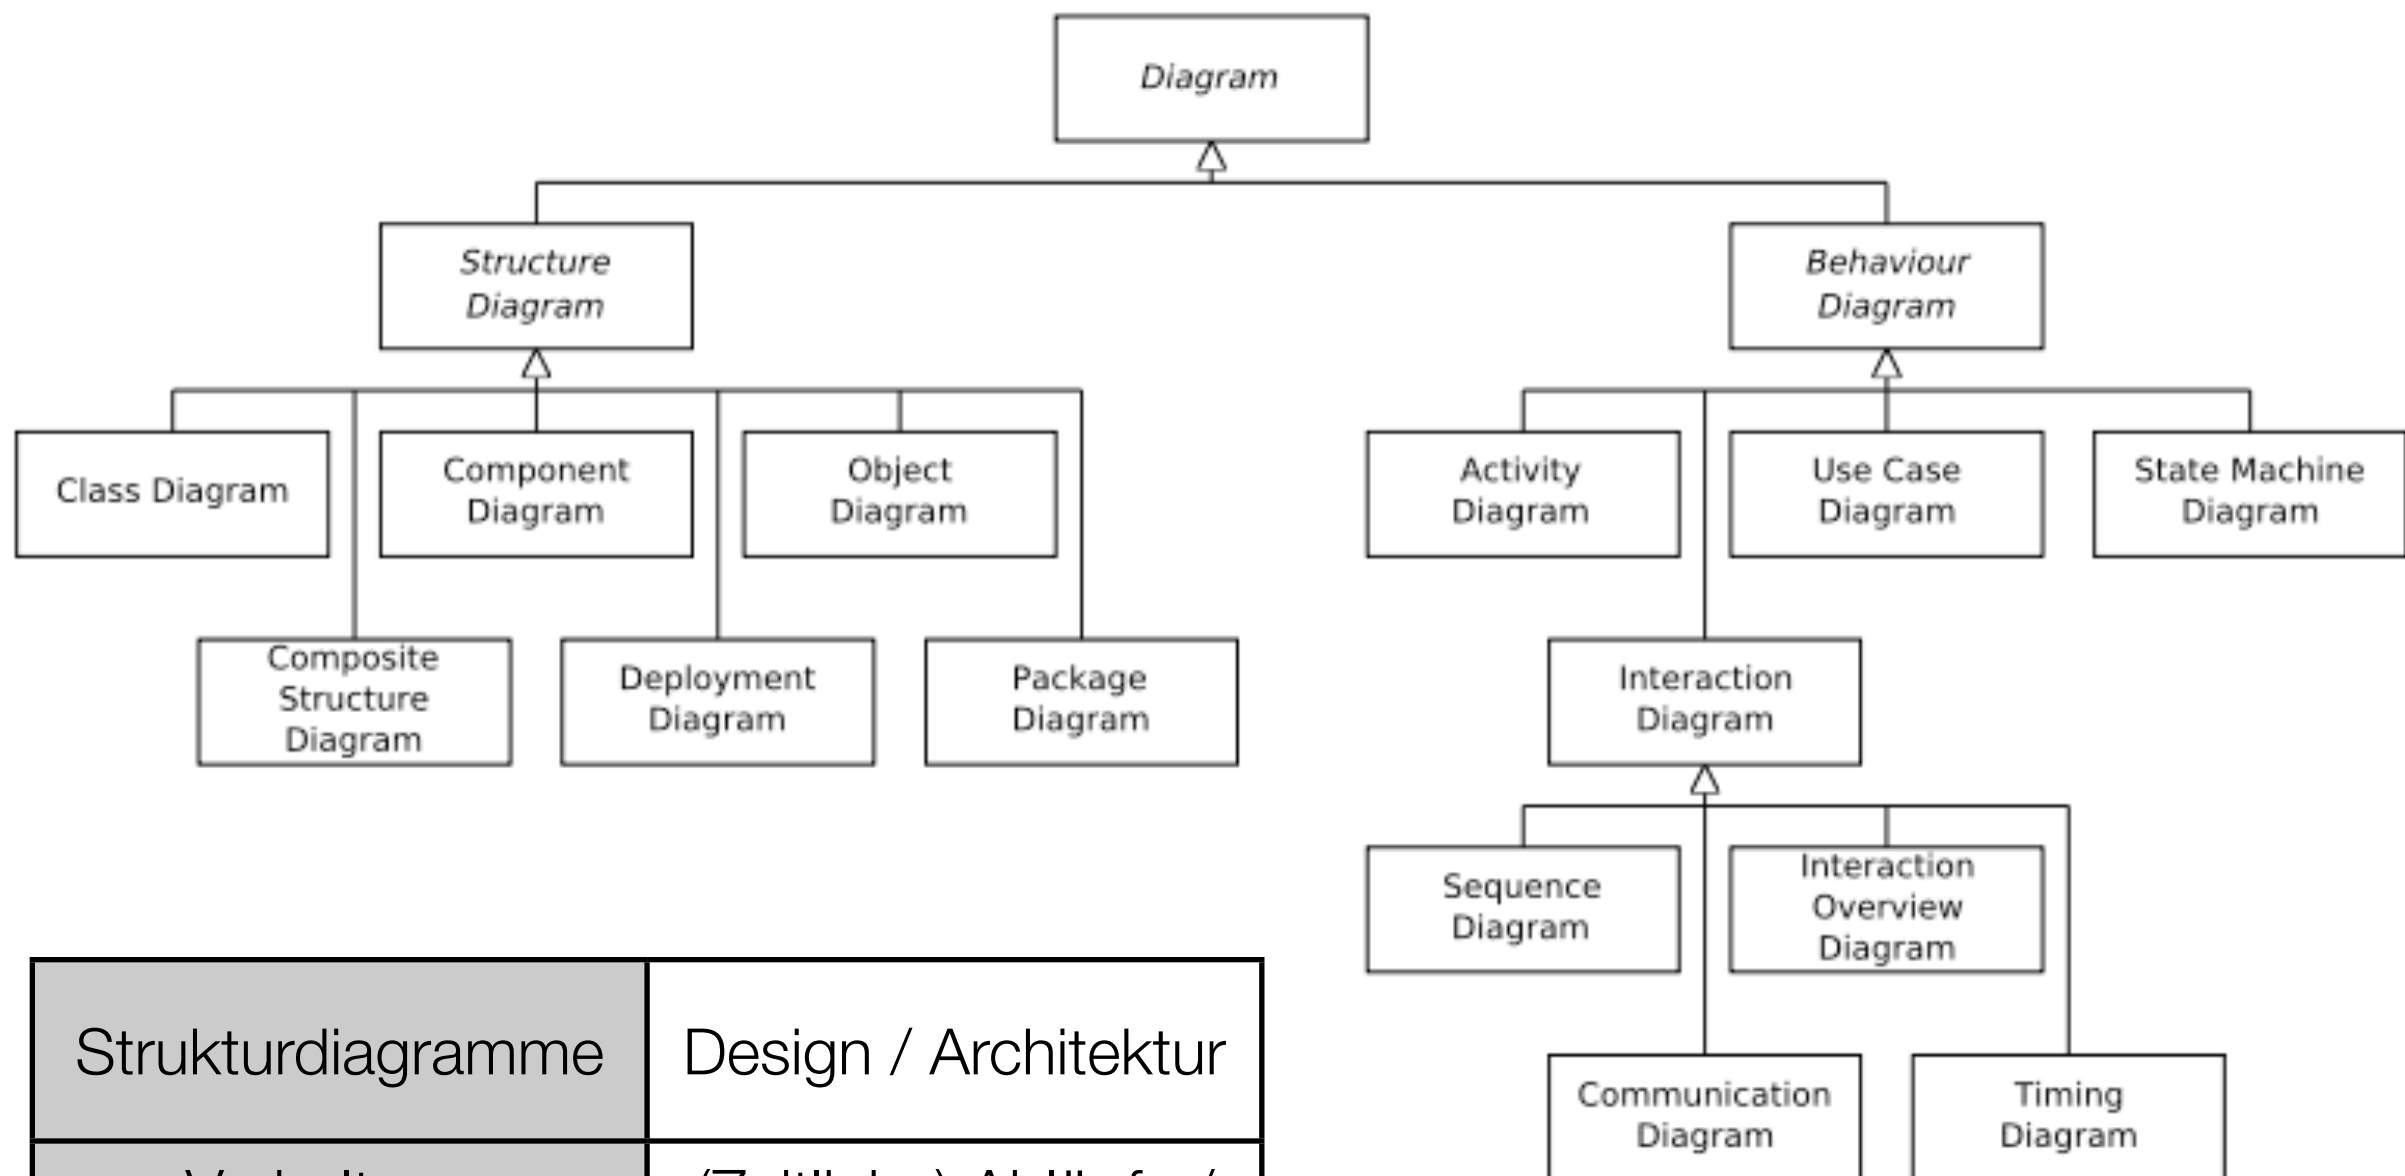 Diagram
Structure
Diagram
Behaviour
Diagram
Class Diagram
Component
Diagram
Object
Diagram
Activity
Diagram
Use Case
Diagram
State Machine
Diagram
Composite
Structure
Diagram
Deployment
Diagram
Package
Diagram
Interaction
Diagram
Sequence
Diagram
Interaction
Overview
Diagram
Communication
Diagram
Timing
Diagram
Strukturdiagramme
Design / Architektur